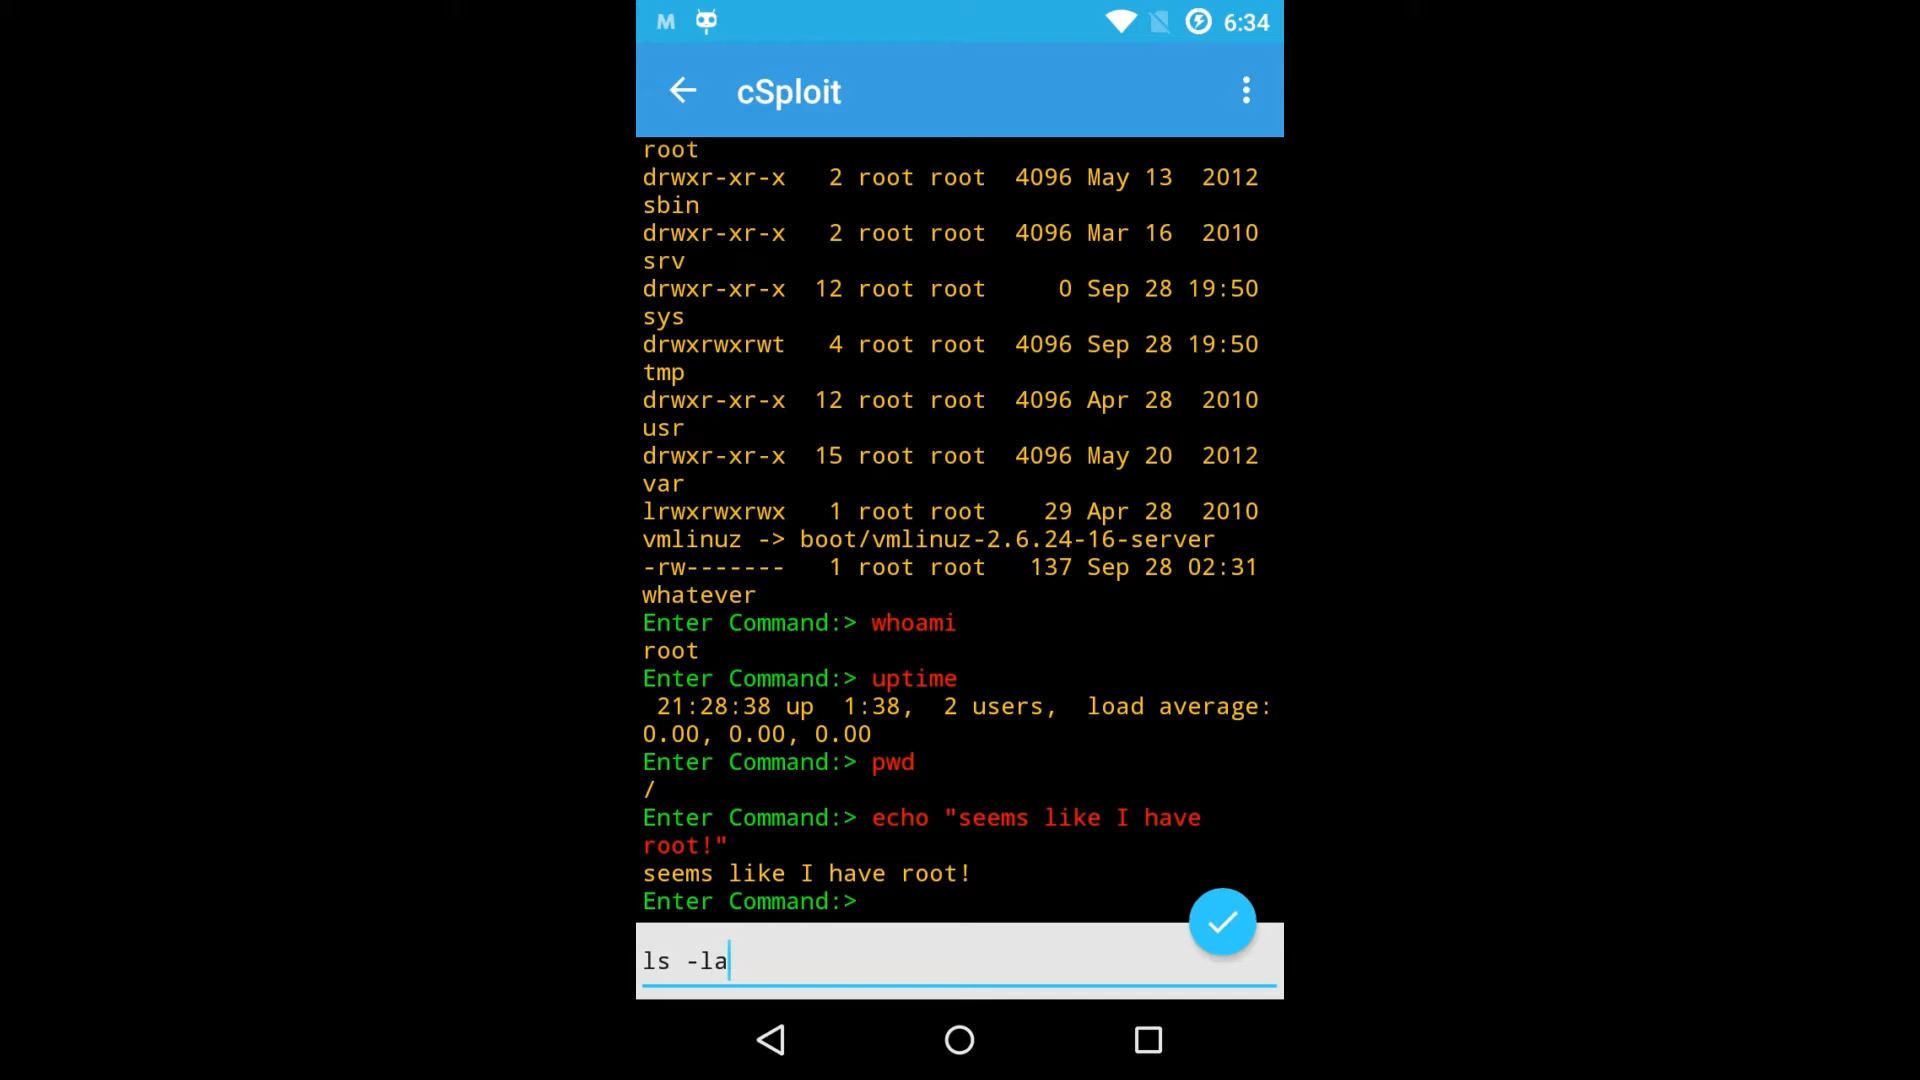 M 6:34
cSploit
root
drwxr-xr-x   2 root root  4096 May 13  2012
sbin
drwxr-xr-x   2 root root  4096 Mar 16  2010
srv
drwxr-xr-x  12 root root     0 Sep 28 19:50
sys
drwxrwxrwt   4 root root  4096 Sep 28 19:50
tmp
drwxr-xr-x  12 root root  4096 Apr 28  2010
usr
drwxr-xr-x  15 root root  4096 May 20  2012
var
lrwxrwxrwx   1 root root    29 Apr 28  2010
vmlinuz -> boot/vmlinuz-2.6.24-16-server
-rw-------   1 root root   137 Sep 28 02:31
whatever
Enter Command:> whoami
root
Enter Command:> uptime
 21:28:38 up  1:38,  2 users,  load average:
0.00, 0.00, 0.00
Enter Command:> pwd
/
Enter Command:> echo "seems like I have
root!"
seems like I have root!
Enter Command:>
ls -la